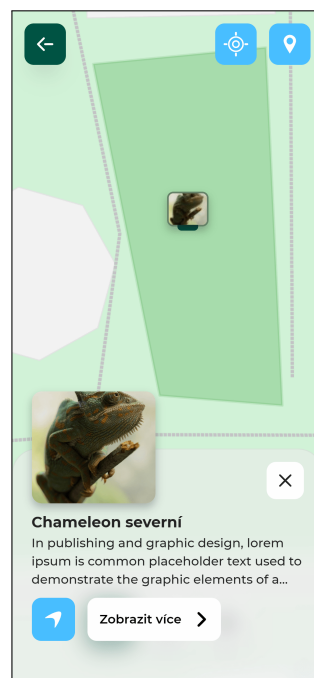 Chameleon severní
In publishing and graphic design, lorem
ipsum is common placeholder text used to
demonstrate the graphic elements of a...
Zobrazit více